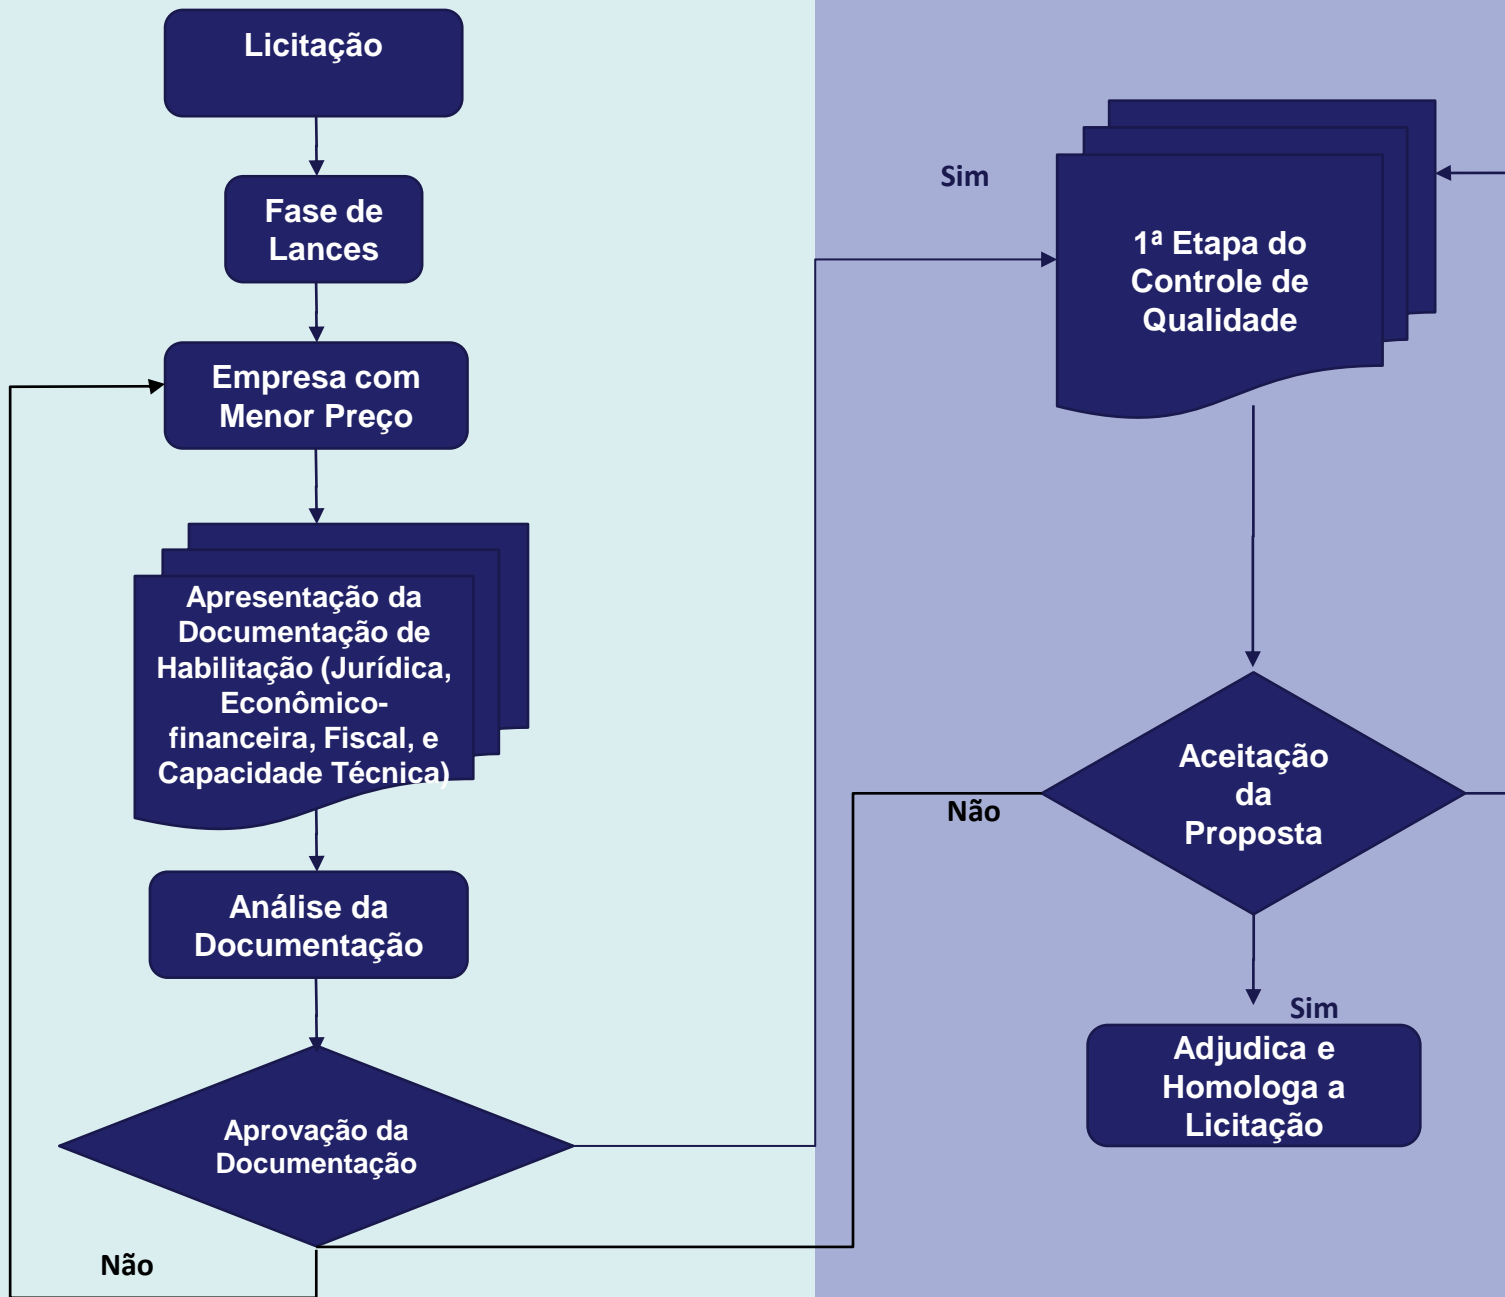 Licitação
Fase de
Lances
Empresa com
Menor Preço
Apresentação da
Documentação de
Habilitação (Jurídica,
Econômico-
financeira, Fiscal, e
Capacidade Técnica)
Análise da
Documentação
Aprovação da
Documentação
Não
Sim
1ª Etapa do
Controle de
Qualidade
Aceitação
da
Proposta
Não
Sim
Adjudica e
Homologa a
Licitação